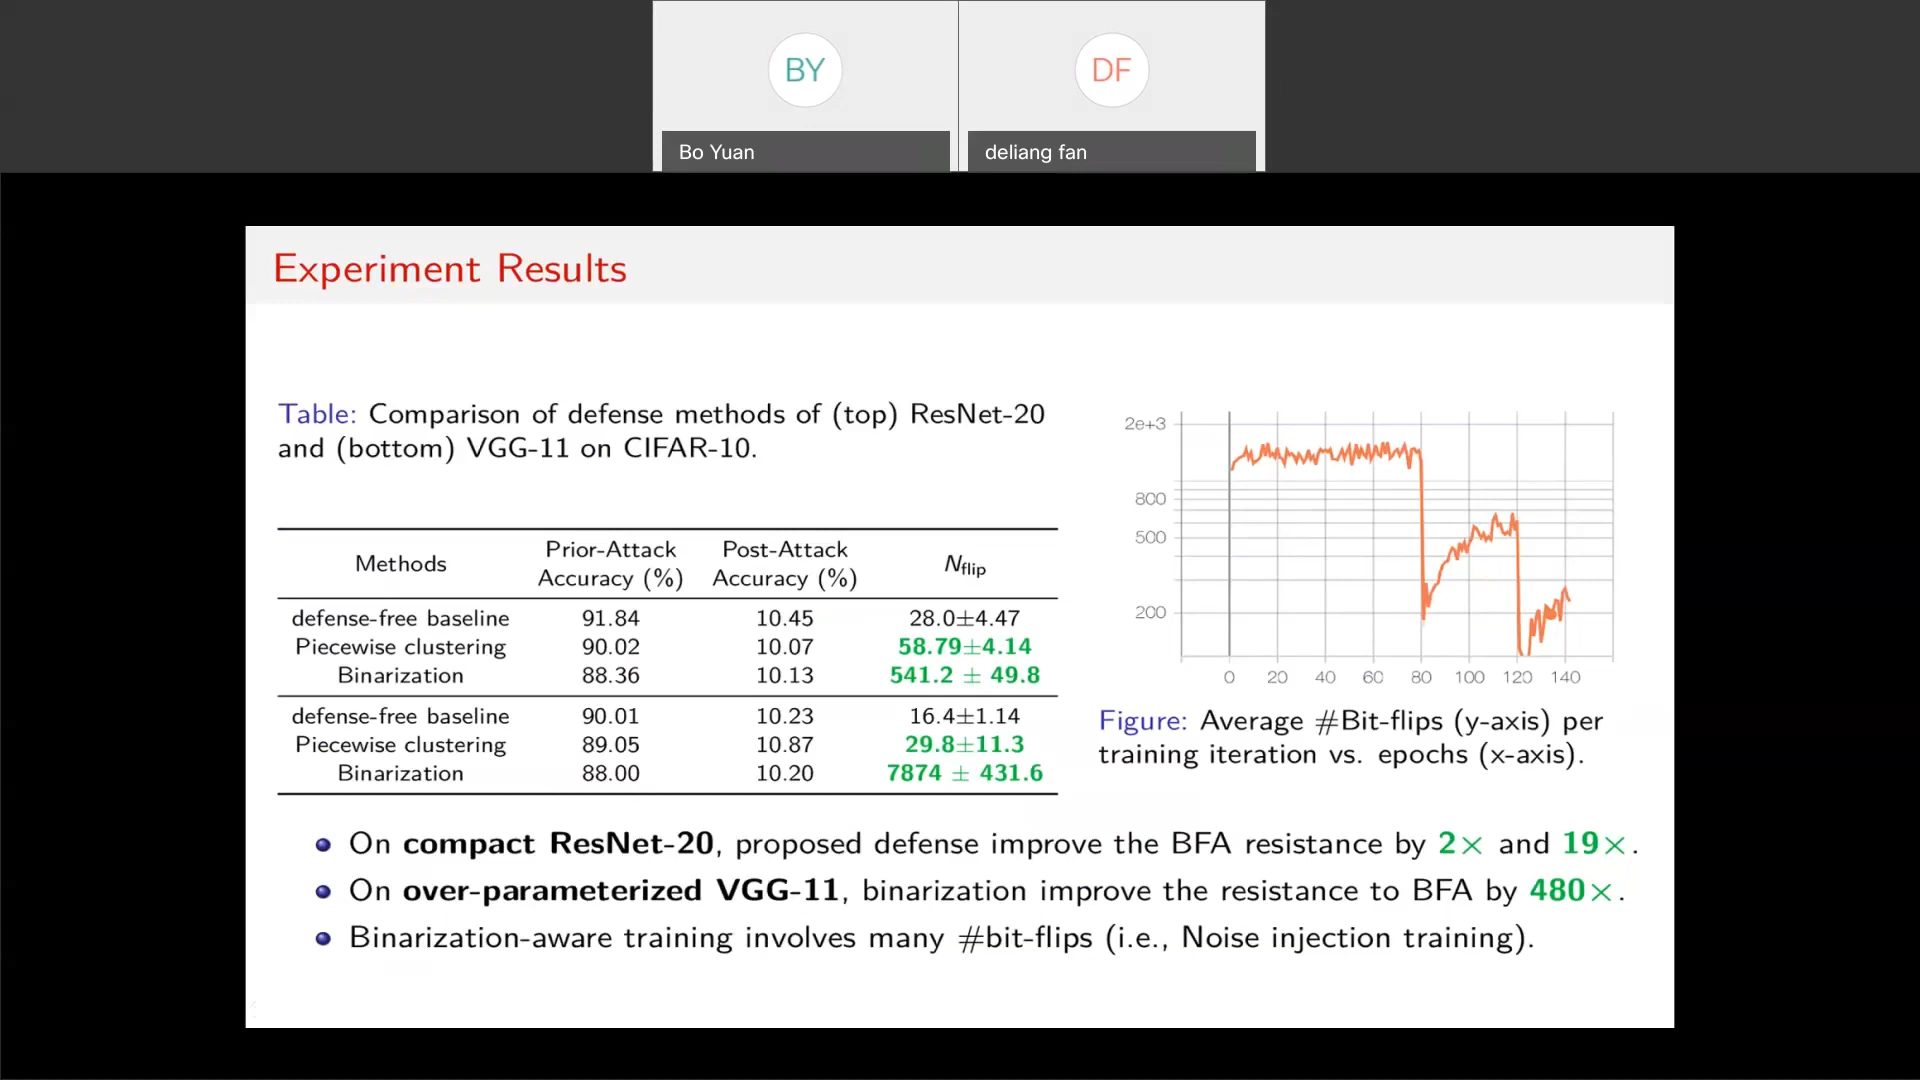 BY
DF
Bo Yuan
deliang fan
Experiment Results
Table: Comparison of defense methods of (top) ResNet-20
and (bottom) VGG-11 on CIFAR-10.
Methods Prior-Attack Accuracy (%) Post-Attack Accuracy (%) Nflip
defense-free baseline 91.84 10.45 28.0±4.47
Piecewise clustering 90.02 10.07 58.79±4.14
Binarization 88.36 10.13 541.2 ± 49.8
defense-free baseline 90.01 10.23 16.4±1.14
Piecewise clustering 89.05 10.87 29.8±11.3
Binarization 88.00 10.20 7874 ± 431.6
2e+3
800
500
200
0 20 40 60 80 100 120 140
Figure: Average #Bit-flips (y-axis) per
training iteration vs. epochs (x-axis).
On compact ResNet-20, proposed defense improve the BFA resistance by 2× and 19×.
On over-parameterized VGG-11, binarization improve the resistance to BFA by 480×.
Binarization-aware training involves many #bit-flips (i.e., Noise injection training).